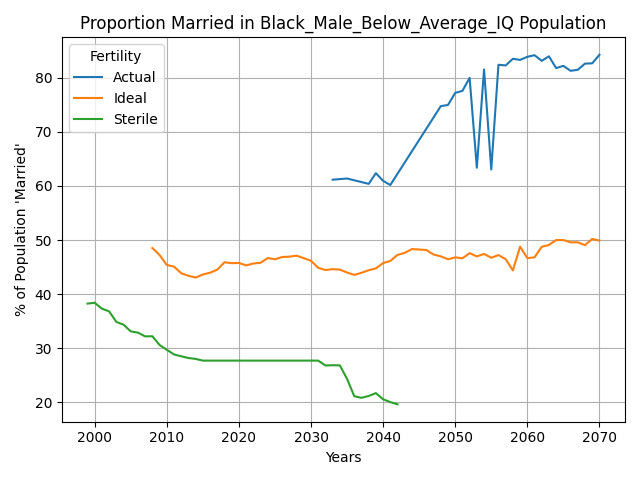 Proportion Married in Black_Male_Below_Average_IQ Population
Fertility
Actual
Ideal
Sterile
% of Population 'Married'
80
70
60
50
40
30
20
2000 2010 2020 2030 2040 2050 2060 2070
Years